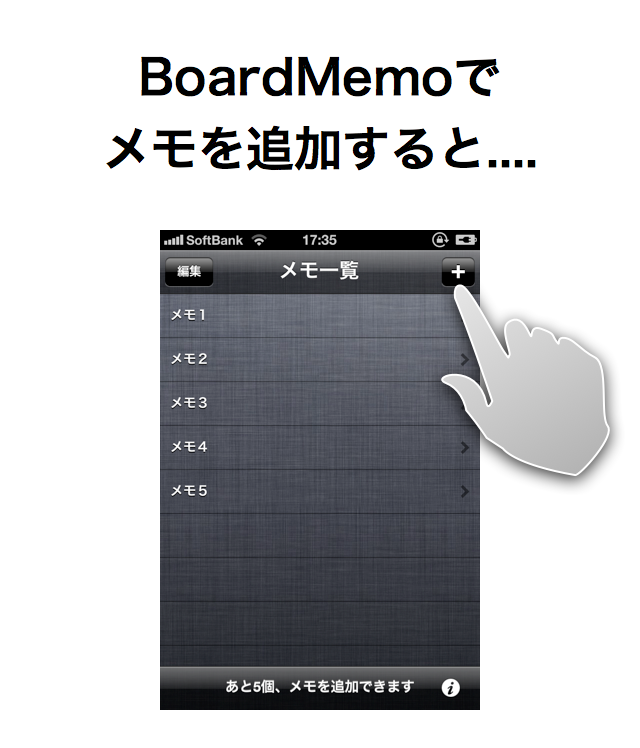 BoardMemoで
メモを追加すると....
SoftBank 17:35
編集 メモ一覧 +
メモ1
メモ2
メモ3
メモ4
メモ5
あと5個、メモを追加できます i